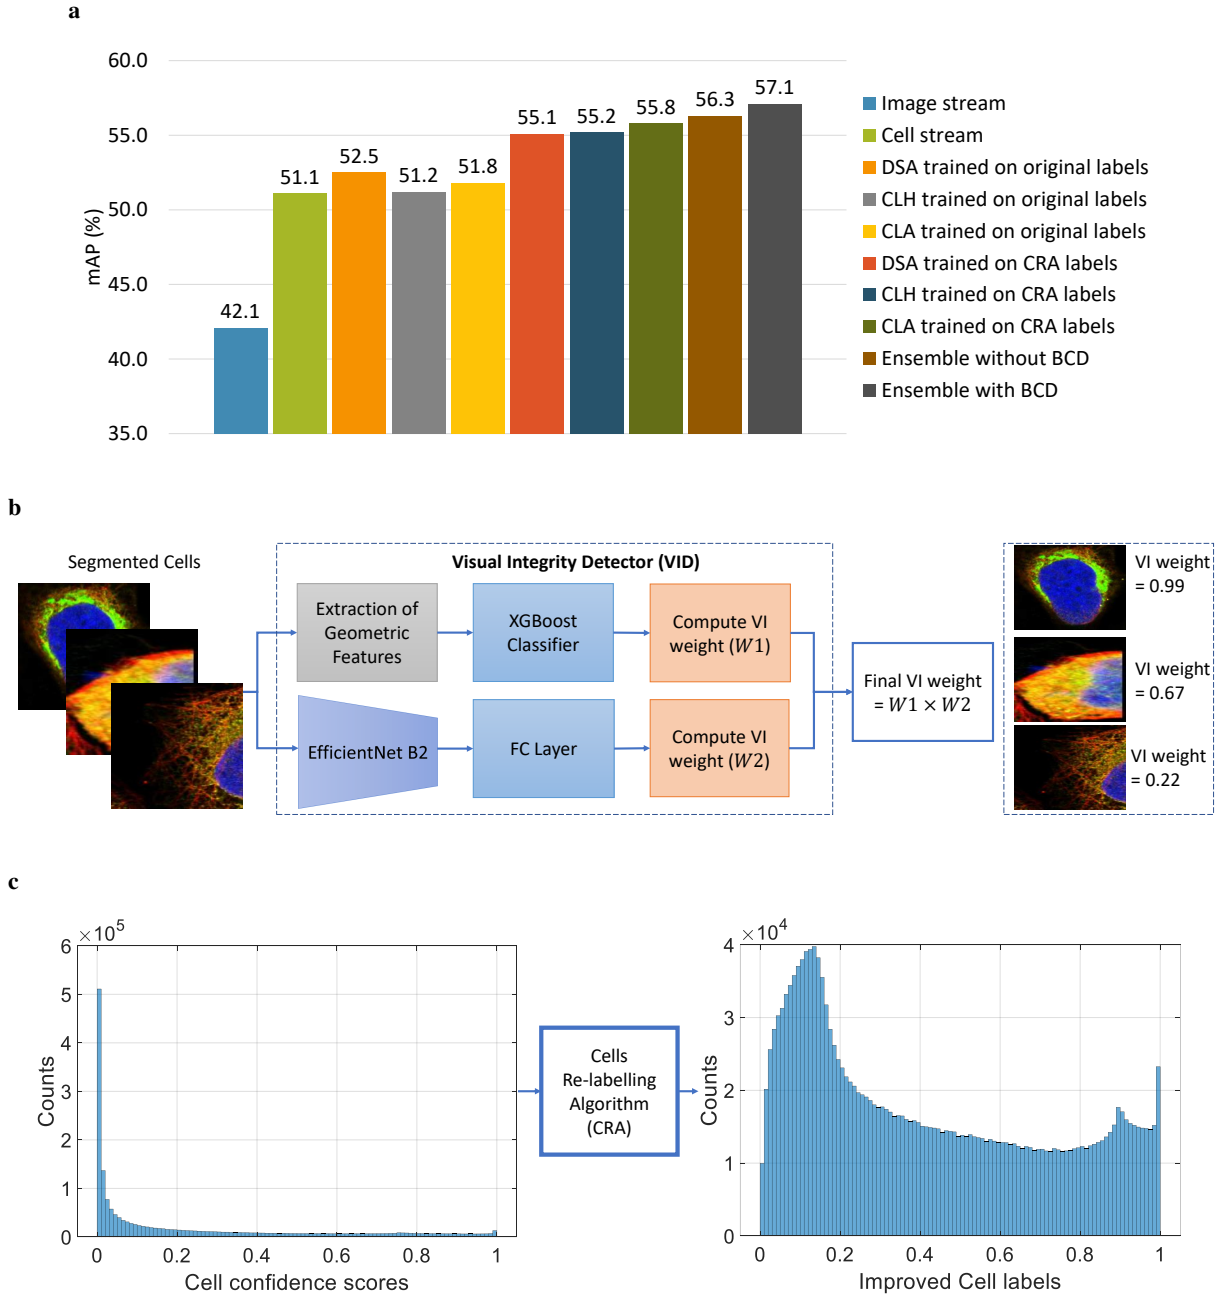 a
60.0
55.0
50.0
45.0
40.0
35.0
mAP (%)
42.1
51.1
52.5
51.2
51.8
55.1
55.2
55.8
56.3
57.1
Image stream
Cell stream
DSA trained on original labels
CLH trained on original labels
CLA trained on original labels
DSA trained on CRA labels
CLH trained on CRA labels
CLA trained on CRA labels
Ensemble without BCD
Ensemble with BCD
b
Segmented Cells
Visual Integrity Detector (VID)
Extraction of
Geometric
Features
XGBoost
Classifier
Compute VI
weight (W1)
EfficientNet B2
FC Layer
Compute VI
weight (W2)
Final VI weight
= W1 × W2
VI weight
= 0.99
VI weight
= 0.67
VI weight
= 0.22
c
×10⁵
6
5
4
3
2
1
0
Counts
0 0.2 0.4 0.6 0.8 1
Cell confidence scores
Cells
Re-labelling
Algorithm
(CRA)
×10⁴
4
3
2
1
0
Counts
0 0.2 0.4 0.6 0.8 1
Improved Cell labels